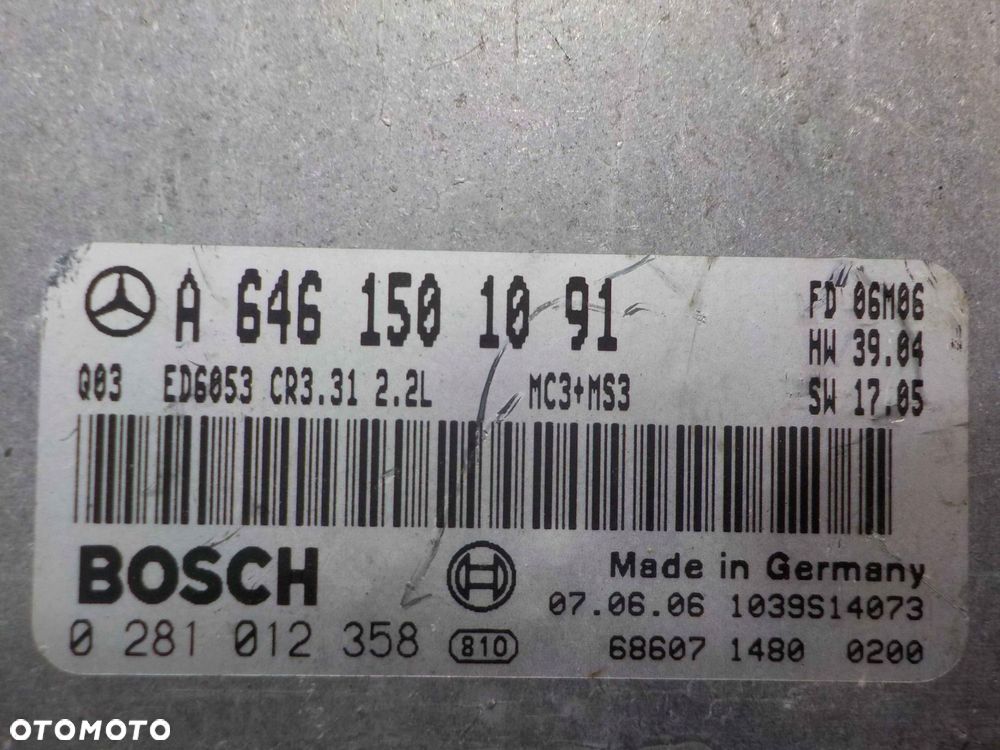 A 646 150 10 91
FD 06M06
HW 39.04
Q03 EDG053 CR3.31 2.2L MC3+MS3
SW 17.05
BOSCH
Made in Germany
07.06.06 1039S14073
0 281 012 358
810
68607 1480 0200
OTOMOTO